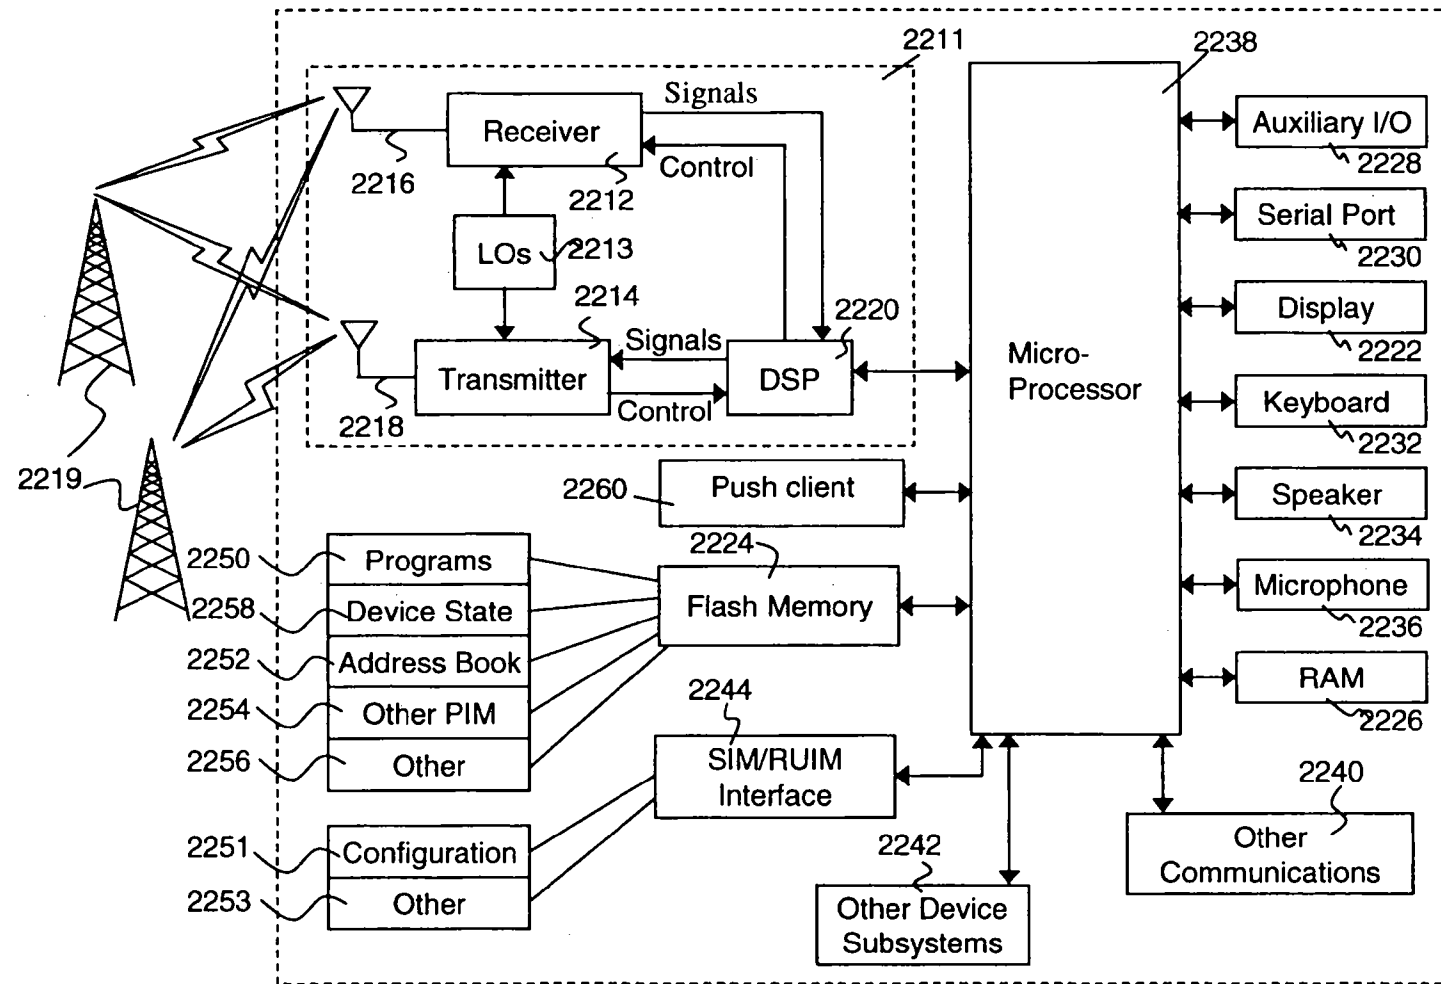 2211
2238
Signals
Receiver
Control
2216
2212
LOs
2213
2214
2220
Signals
Transmitter
DSP
Control
2218
2219
Micro-
Processor
Auxiliary I/O
2228
Serial Port
2230
Display
2222
Keyboard
2232
Speaker
2234
Microphone
2236
RAM
2226
Push client
2260
2224
Flash Memory
2250
Programs
2258
Device State
2252
Address Book
2254
Other PIM
2256
Other
2244
SIM/RUIM
Interface
2251
Configuration
2253
Other
2242
Other Device
Subsystems
2240
Other
Communications